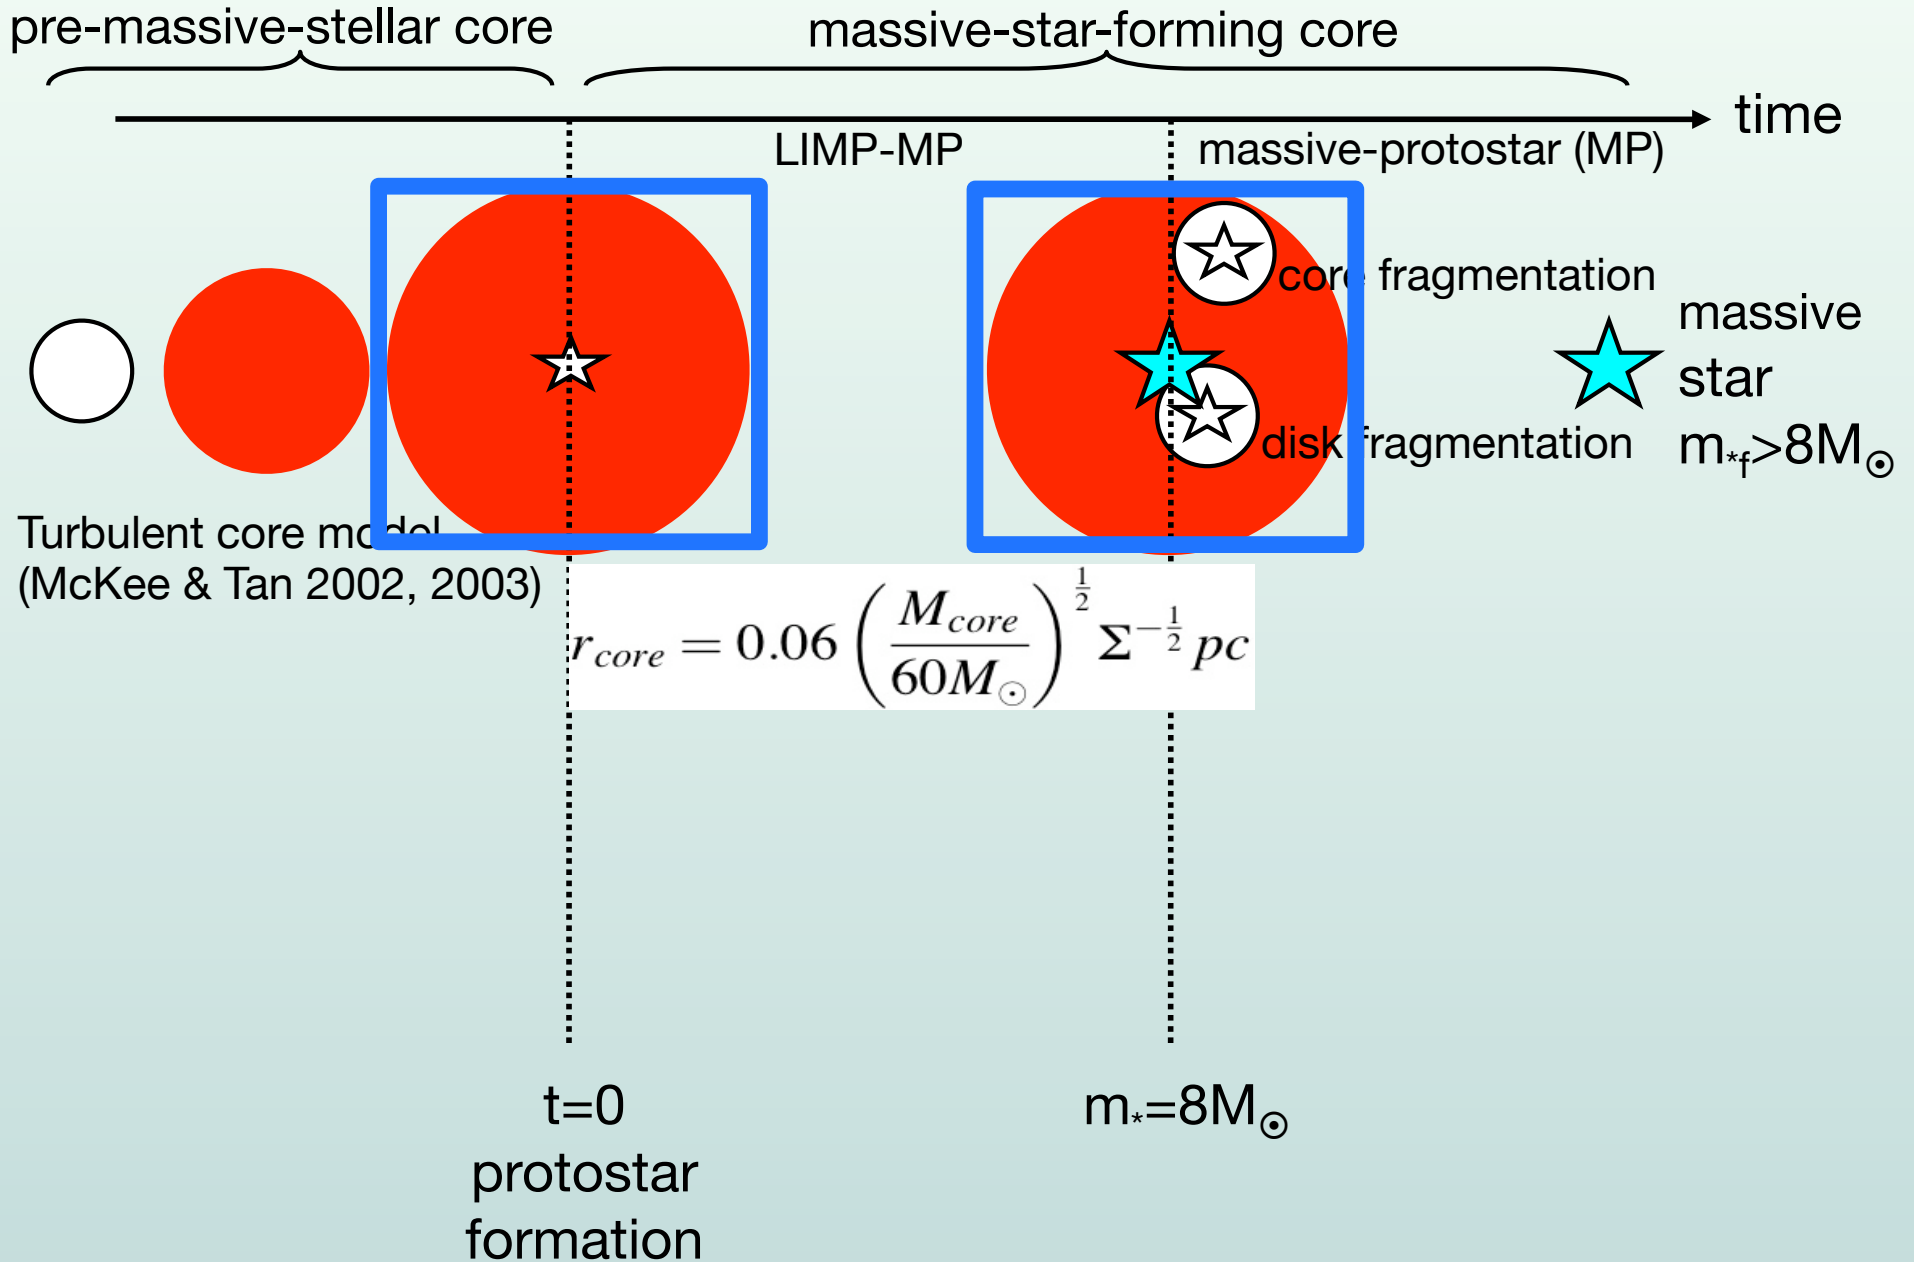 pre-massive-stellar core
massive-star-forming core
time
LIMP-MP
massive-protostar (MP)
core fragmentation
massive
star
m*f>8M☉
disk fragmentation
Turbulent core model
(McKee & Tan 2002, 2003)
r_core = 0.06 (M_core / 60M☉)^{1/2} Σ^{-1/2} pc
t=0
protostar
formation
m*=8M☉